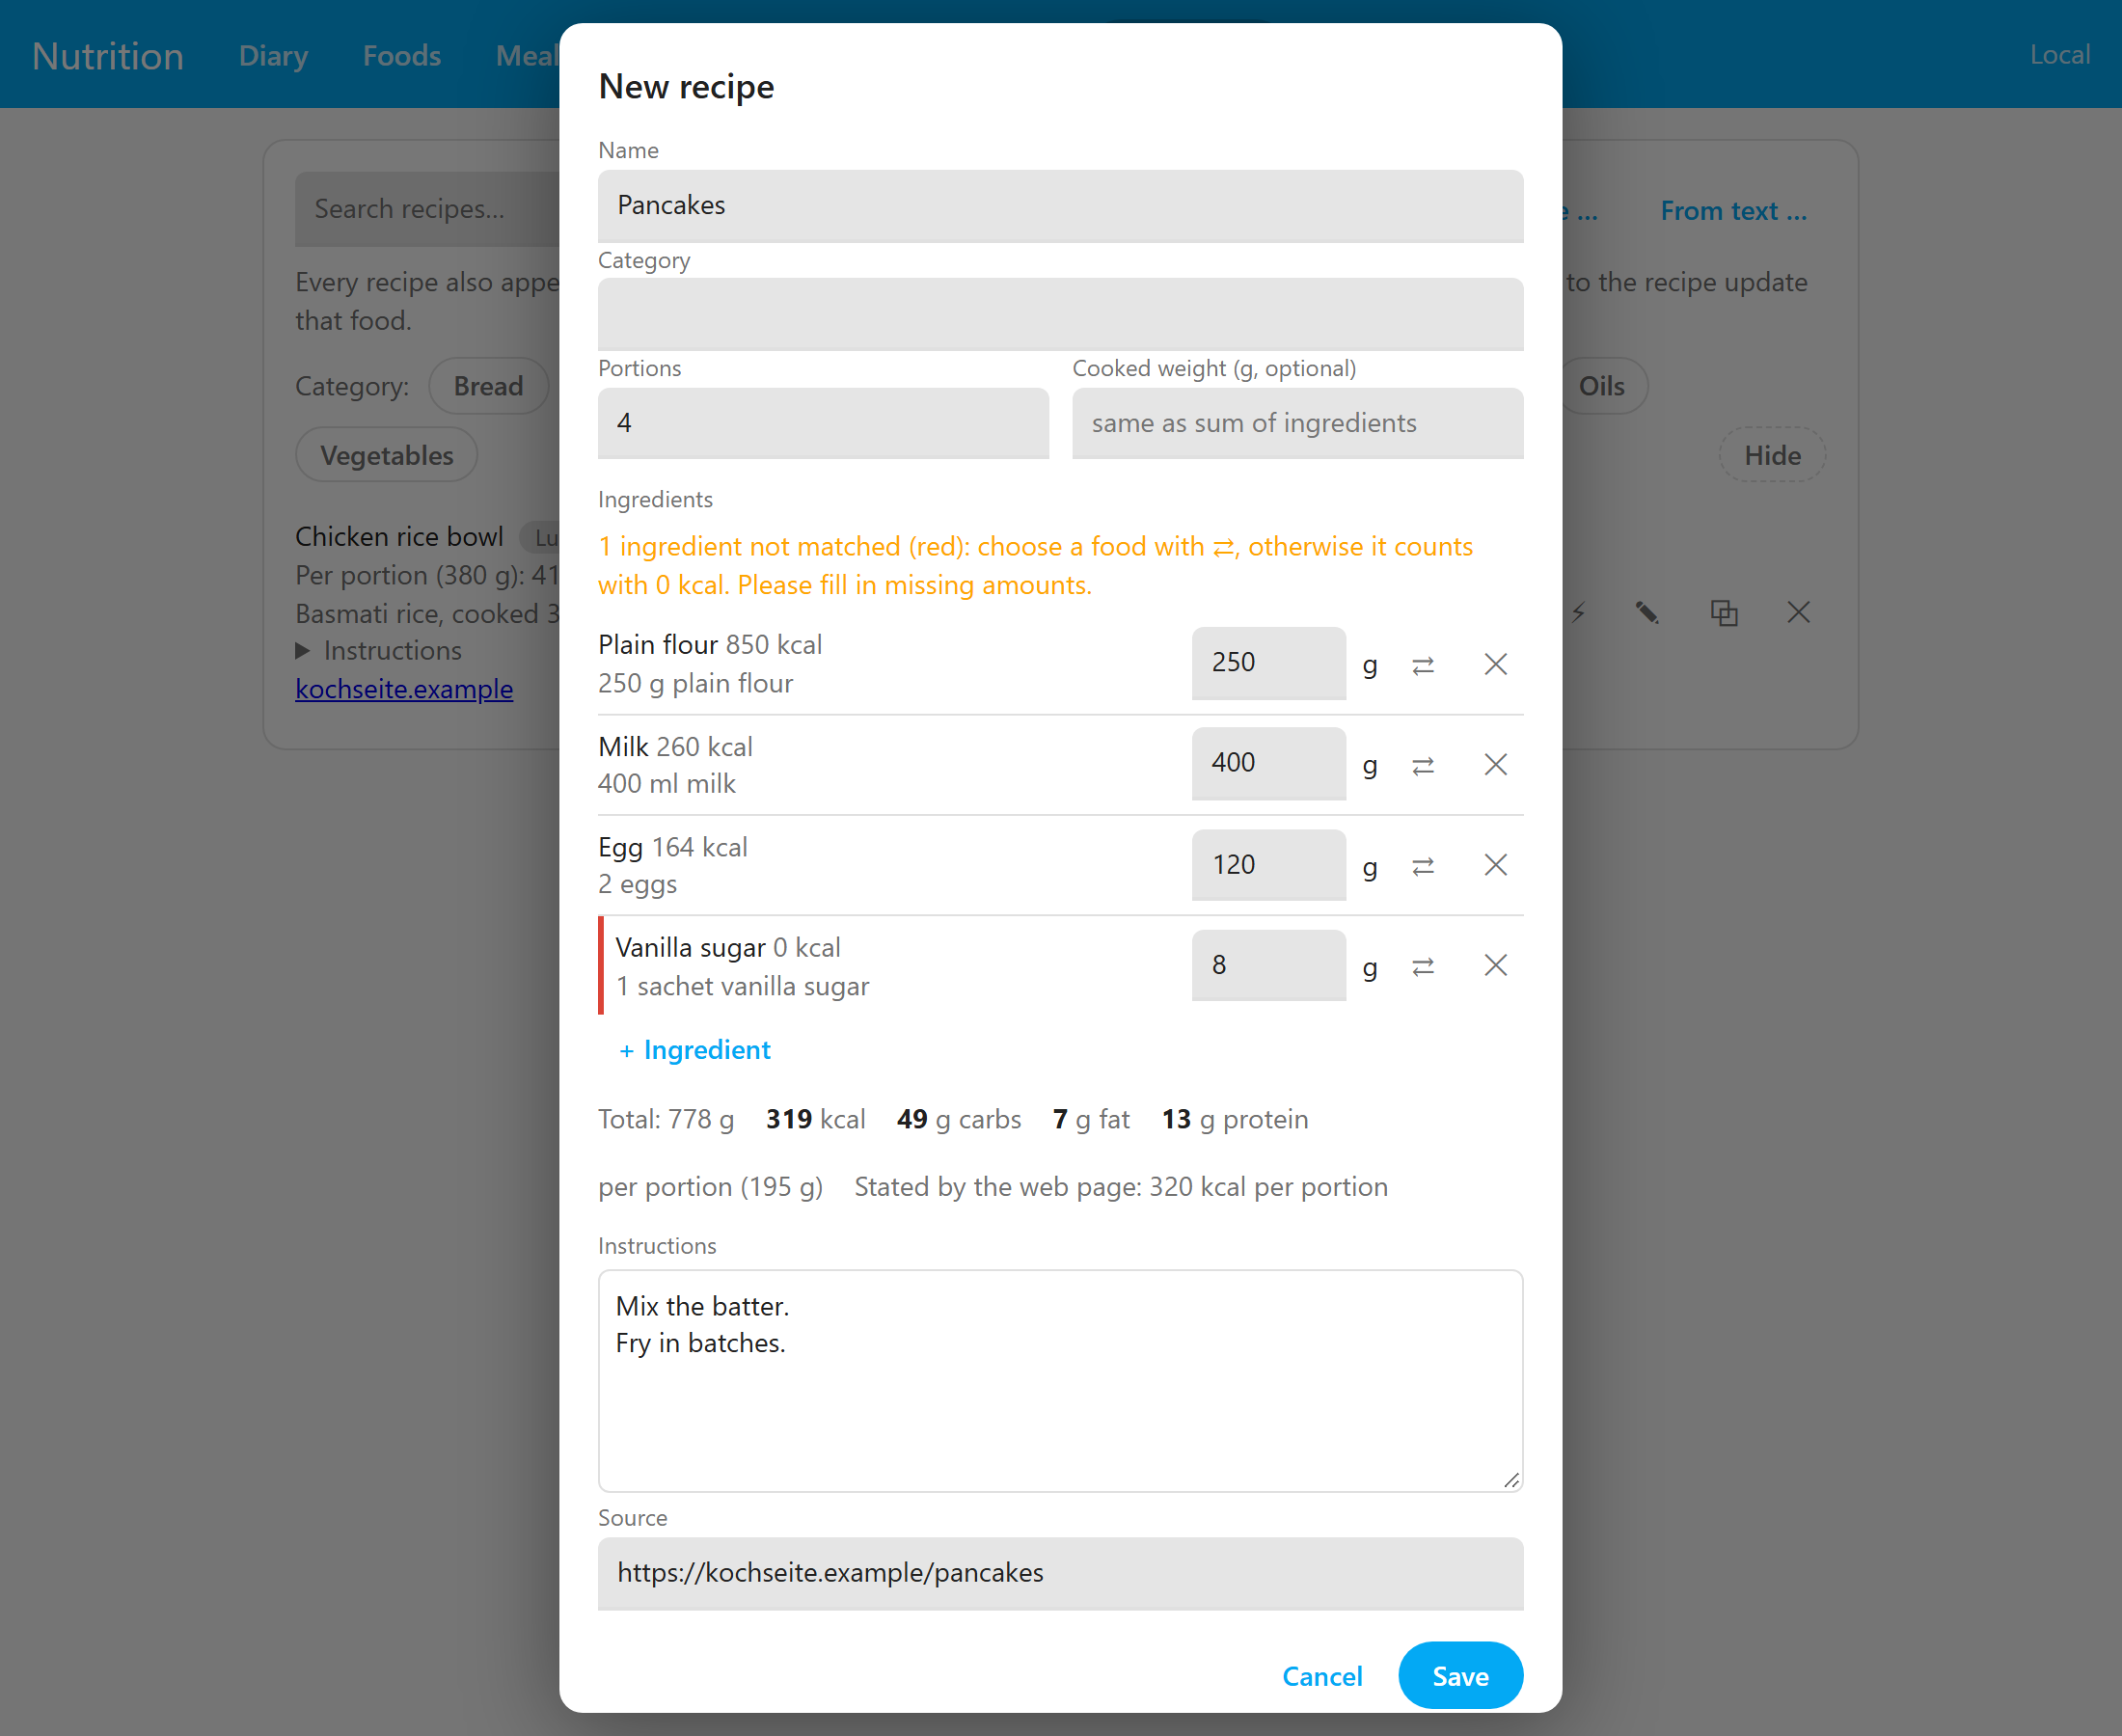 Nutrition Diary Foods Meal Local
New recipe
Name
Pancakes
Category
Portions Cooked weight (g, optional)
4 same as sum of ingredients
Ingredients
1 ingredient not matched (red): choose a food with ⇄, otherwise it counts
with 0 kcal. Please fill in missing amounts.
Plain flour 850 kcal
250 g plain flour
250 g
Milk 260 kcal
400 ml milk
400 g
Egg 164 kcal
2 eggs
120 g
Vanilla sugar 0 kcal
1 sachet vanilla sugar
8 g
+ Ingredient
Total: 778 g 319 kcal 49 g carbs 7 g fat 13 g protein
per portion (195 g) Stated by the web page: 320 kcal per portion
Instructions
Mix the batter.
Fry in batches.
Source
https://kochseite.example/pancakes
Cancel Save
Search recipes...
From text ...
Every recipe also appe
to the recipe update
that food.
Category: Bread
Oils
Vegetables
Hide
Chicken rice bowl Lu
Per portion (380 g): 41
Basmati rice, cooked 3
▶ Instructions
kochseite.example